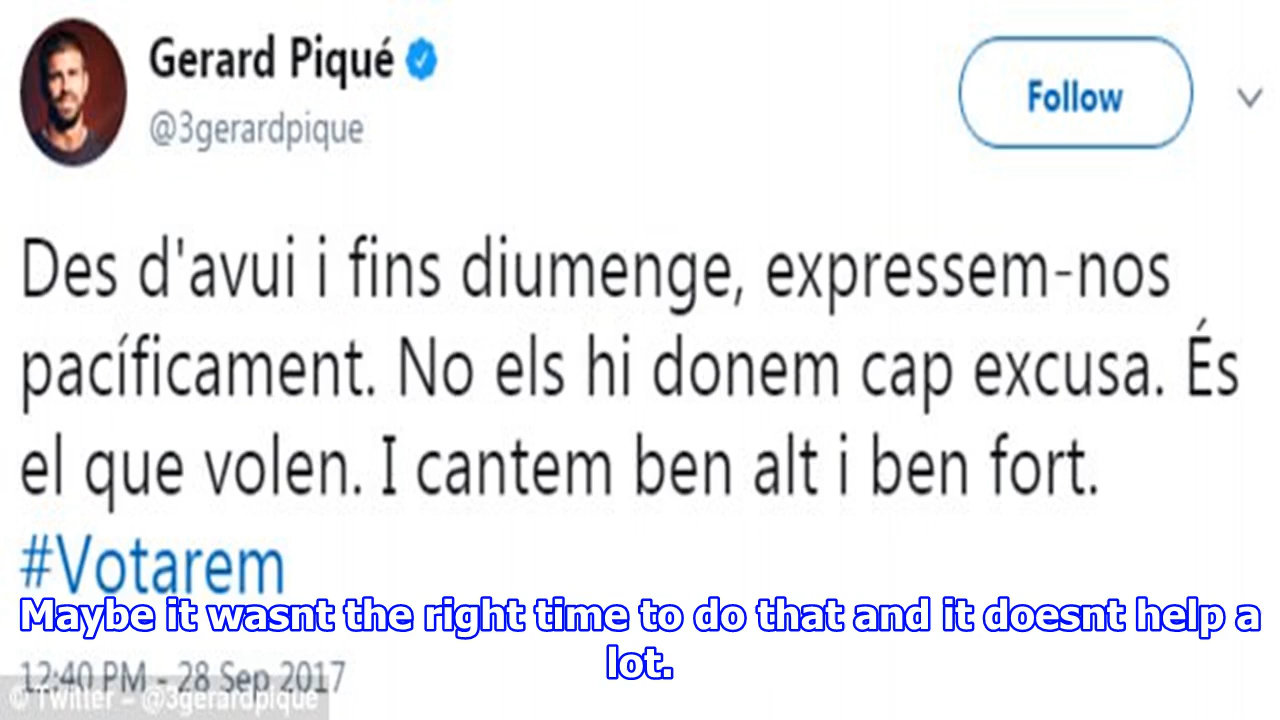 Gerard Piqué
@3gerardpique
Follow
Des d'avui i fins diumenge, expressem-nos
pacíficament. No els hi donem cap excusa. És
el que volen. I cantem ben alt i ben fort.
#Votarem
Maybe it wasnt the right time to do that and it doesnt help a
lot.
12:40 PM - 28 Sep 2017
© Twitter – @3gerardpique